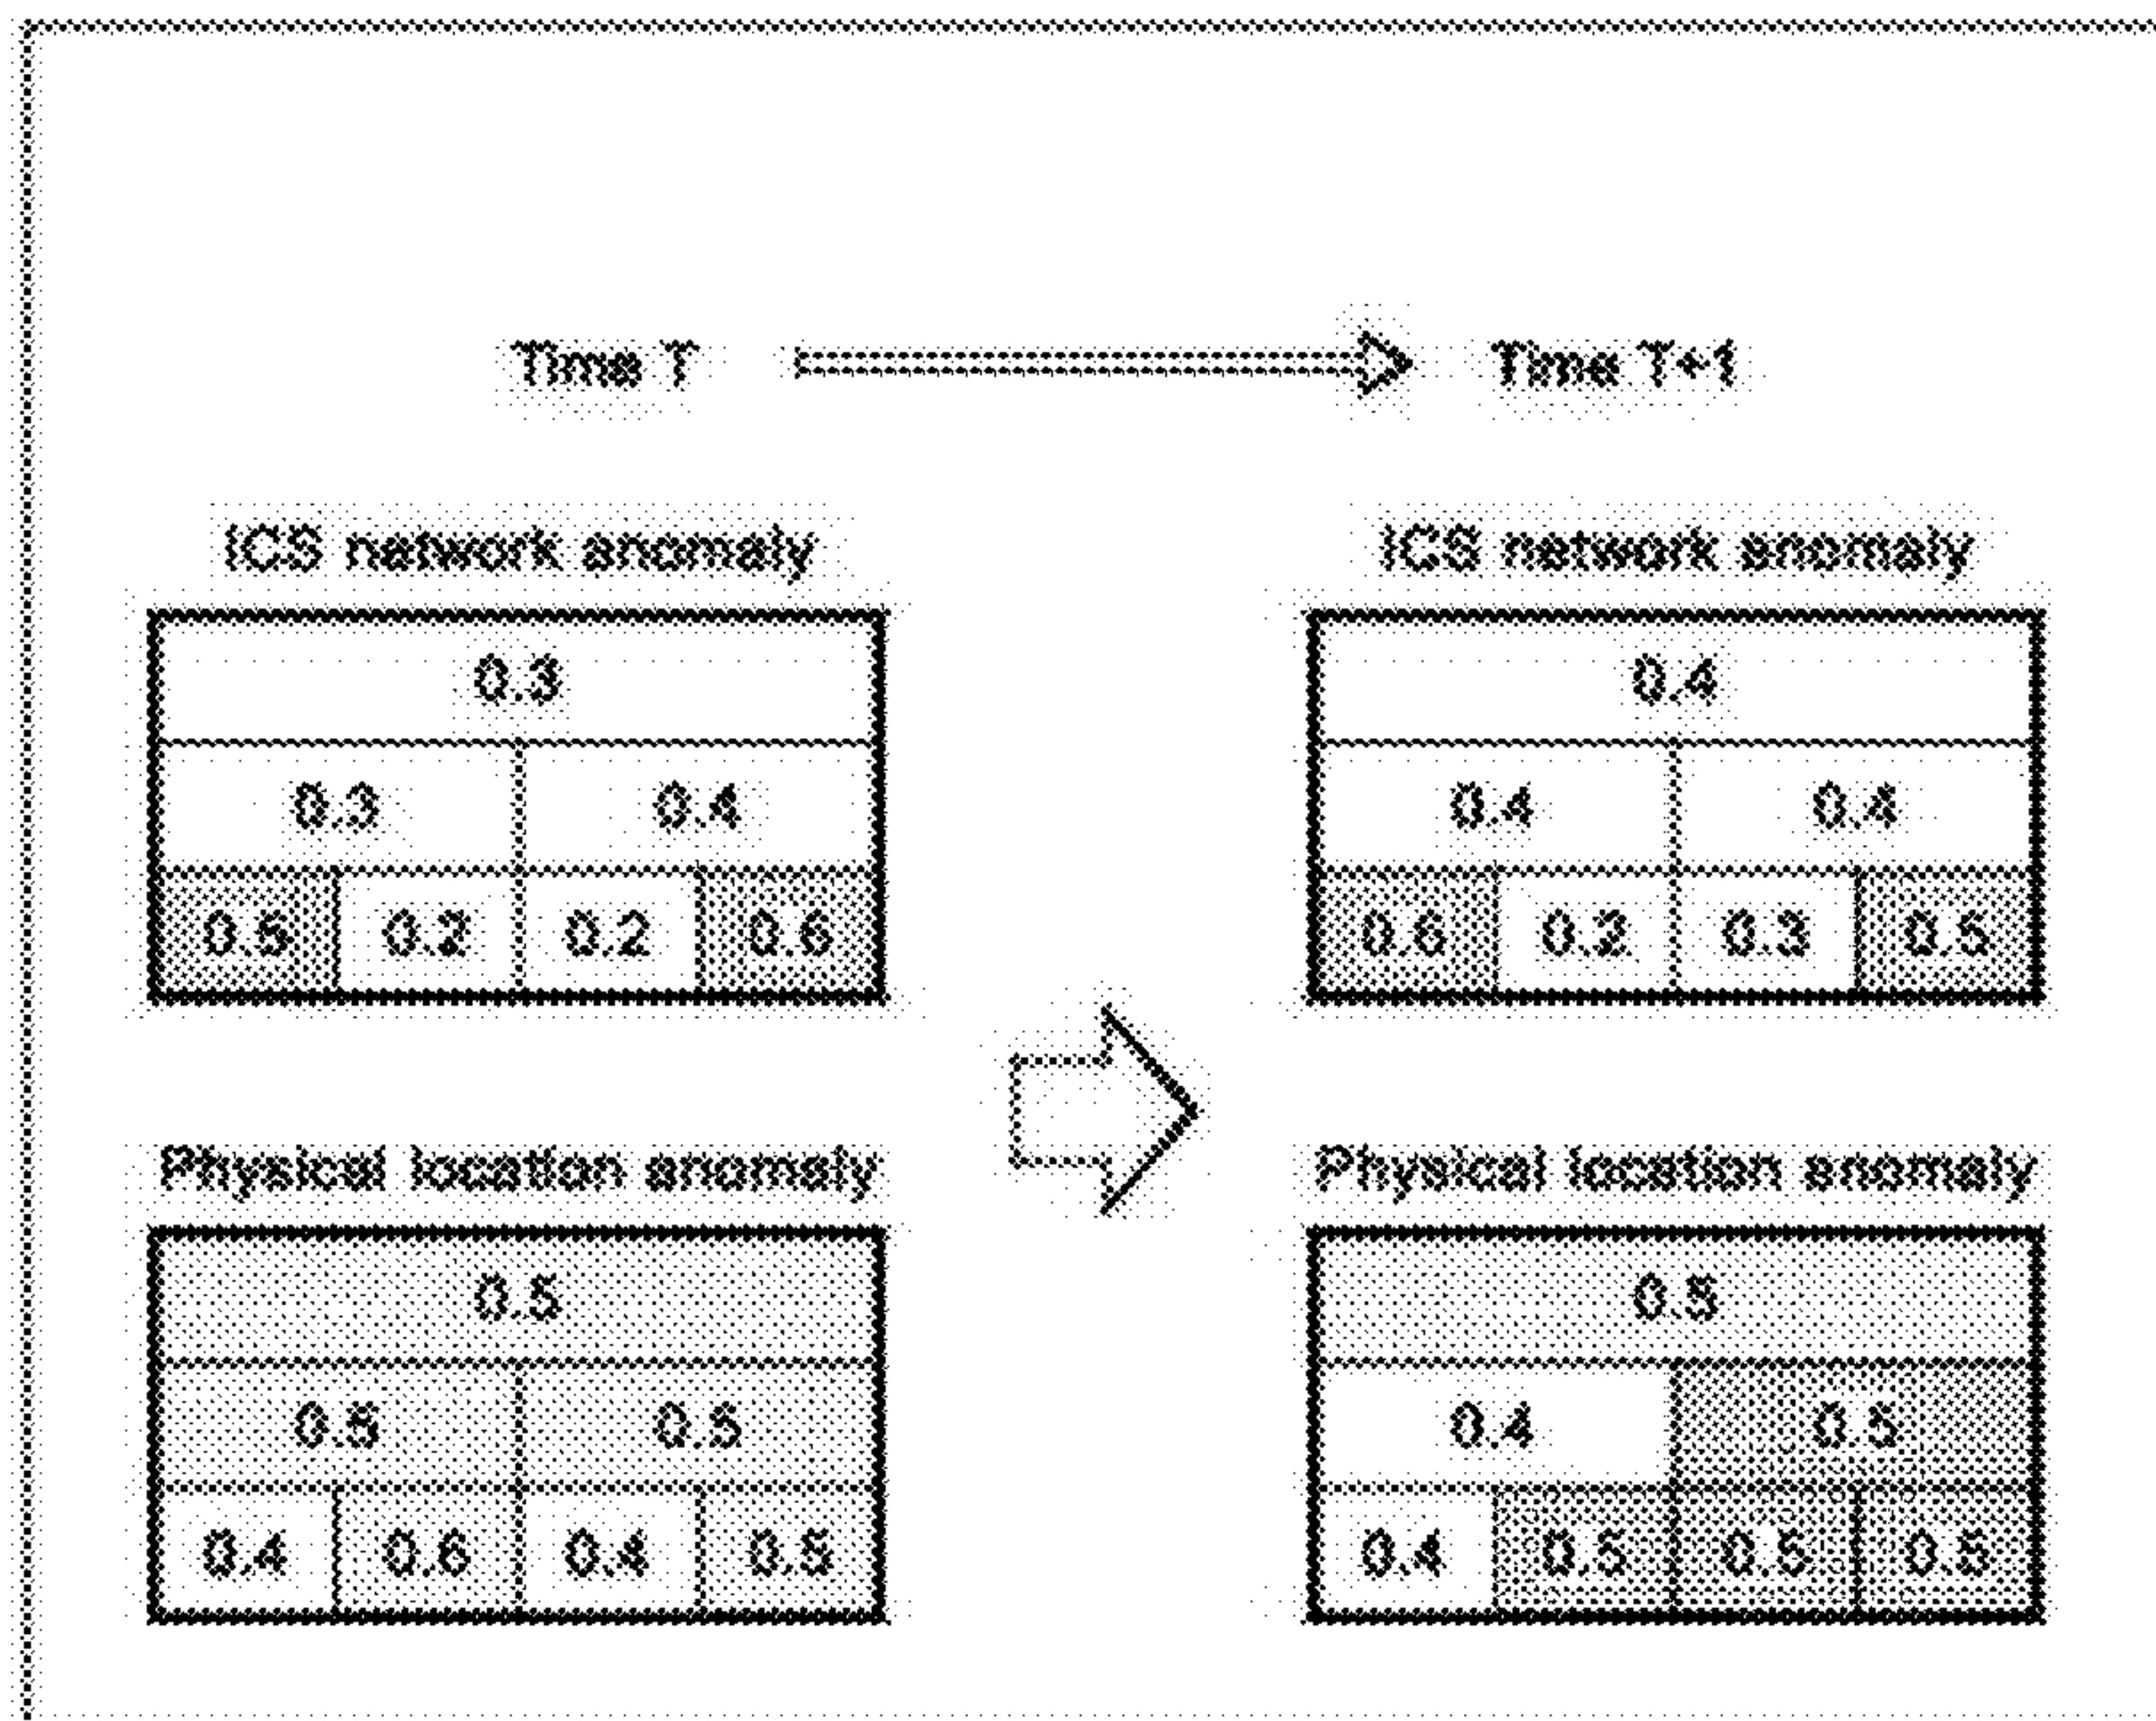 Time T Time T+1
ICS network anomaly ICS network anomaly
0.3 0.4
0.3 0.4 0.4 0.4
0.5 0.2 0.2 0.6 0.6 0.2 0.3 0.5
Physical location anomaly Physical location anomaly
0.5 0.5
0.5 0.5 0.4 0.5
0.4 0.6 0.4 0.5 0.4 0.5 0.5 0.5